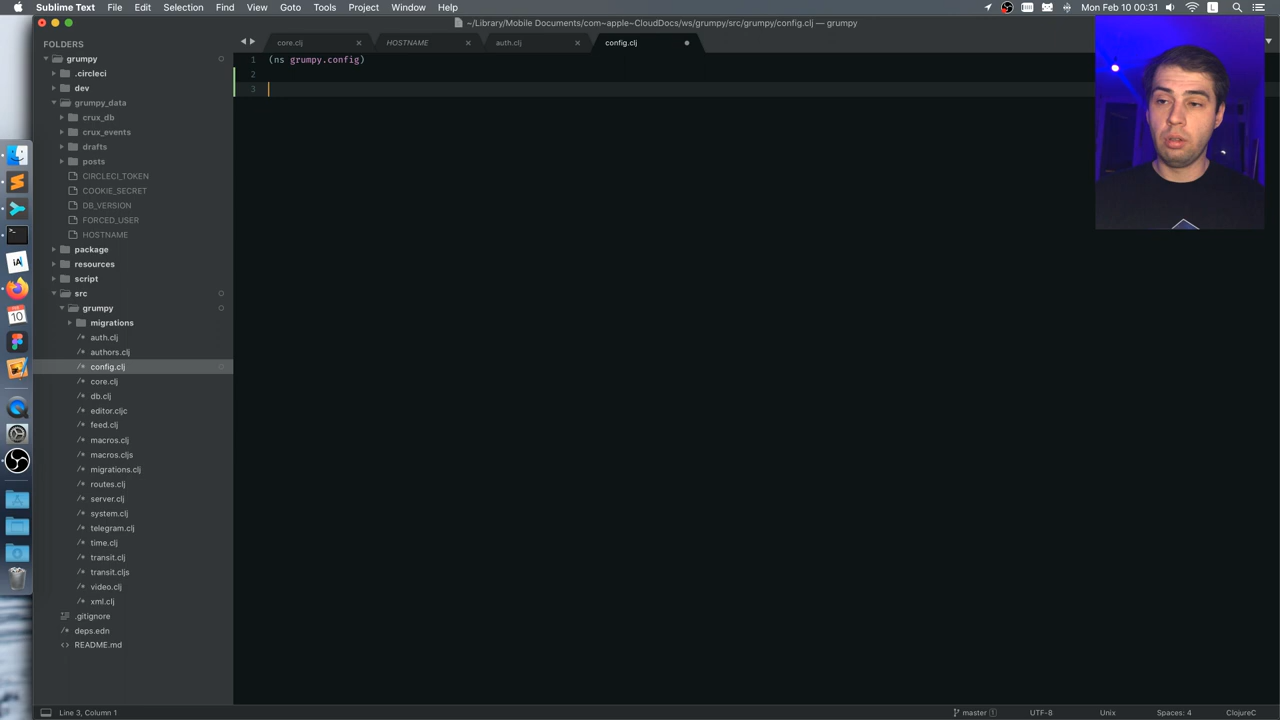 Sublime Text File Edit Selection Find View Goto Tools Project Window Help
L Mon Feb 10 00:31
~/Library/Mobile Documents/com~apple~CloudDocs/ws/grumpy/src/grumpy/config.clj — grumpy
FOLDERS
core.clj HOSTNAME auth.clj config.clj
grumpy
.circleci
dev
grumpy_data
crux_db
crux_events
drafts
posts
CIRCLECI_TOKEN
COOKIE_SECRET
DB_VERSION
FORCED_USER
HOSTNAME
package
resources
script
src
grumpy
migrations
/* auth.clj
/* authors.clj
/* config.clj
/* core.clj
/* db.clj
/* editor.cljc
/* feed.clj
/* macros.clj
/* macros.cljs
/* migrations.clj
/* routes.clj
/* server.clj
/* system.clj
/* telegram.clj
/* time.clj
/* transit.clj
/* transit.cljs
/* video.clj
/* xml.clj
.gitignore
/* deps.edn
<> README.md
1 (ns grumpy.config)
2
3
iA
10
Line 3, Column 1 master 1 UTF-8 Unix Spaces: 4 ClojureC